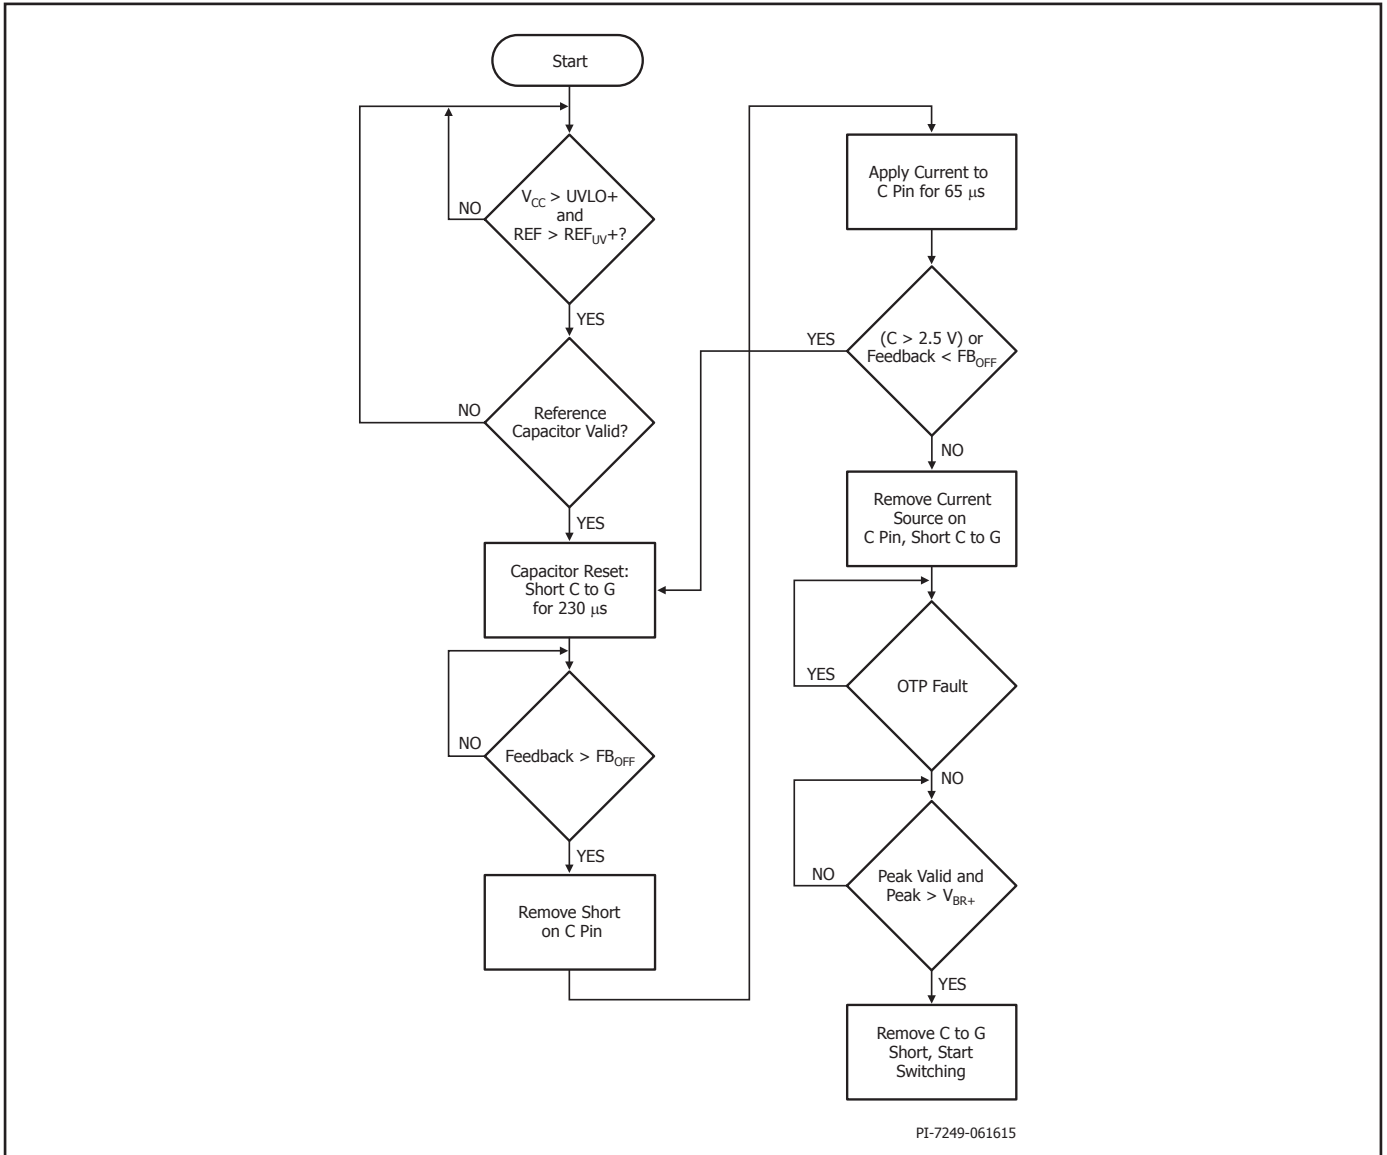 Start
V_CC > UVLO+
and
REF > REF_UV+?
NO
YES
Reference
Capacitor Valid?
NO
YES
Capacitor Reset:
Short C to G
for 230 μs
Feedback > FB_OFF
NO
YES
Remove Short
on C Pin
Apply Current to
C Pin for 65 μs
(C > 2.5 V) or
Feedback < FB_OFF
YES
NO
Remove Current
Source on
C Pin, Short C to G
OTP Fault
YES
NO
Peak Valid and
Peak > V_BR+
NO
YES
Remove C to G
Short, Start
Switching
PI-7249-061615